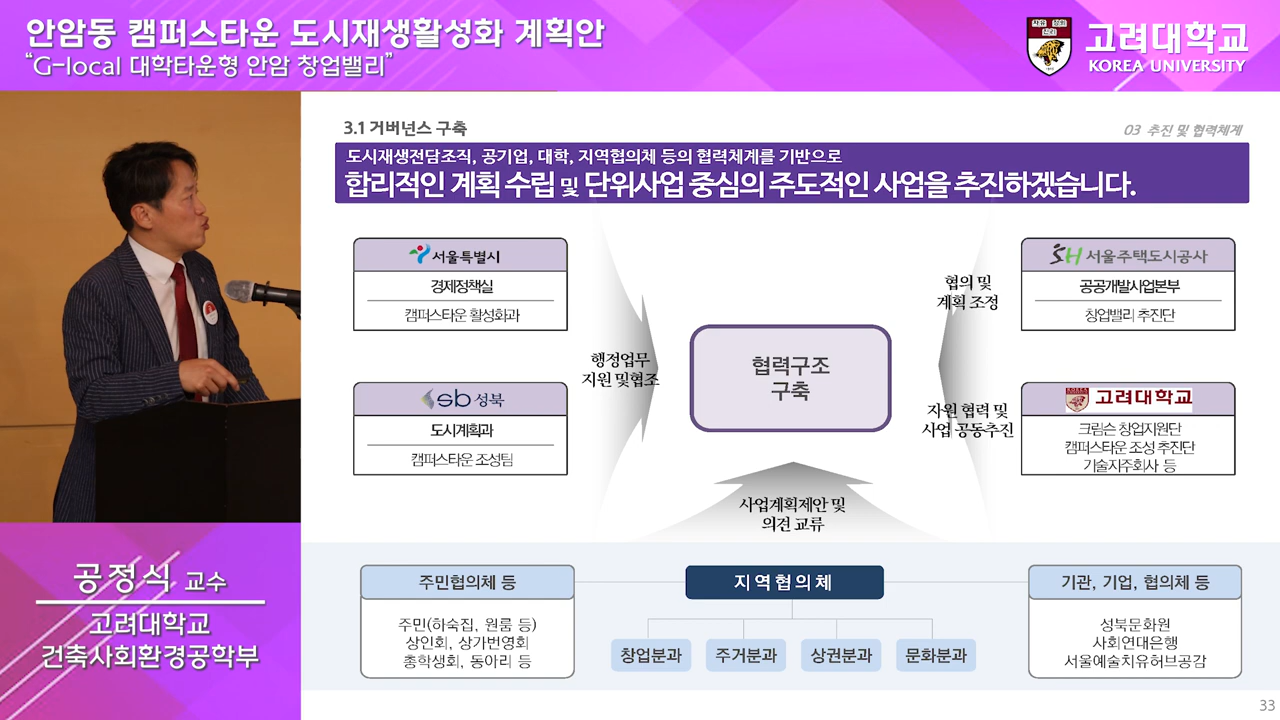 안암동 캠퍼스타운 도시재생활성화 계획안
“G-local 대학타운형 안암 창업밸리”
자유 정의 진리
고려대학교
KOREA UNIVERSITY
3.1 거버넌스 구축
03 추진 및 협력체계
도시재생전담조직, 공기업, 대학, 지역협의체 등의 협력체계를 기반으로
합리적인 계획 수립 및 단위사업 중심의 주도적인 사업을 추진하겠습니다.
서울특별시
경제정책실
캠퍼스타운 활성화과
sb 성북
도시계획과
캠퍼스타운 조성팀
행정업무
지원 및협조
협력구조
구축
협의 및
계획 조정
자원 협력 및
사업 공동추진
SH 서울주택도시공사
공공개발사업본부
창업밸리 추진단
고려대학교
크림슨 창업지원단
캠퍼스타운 조성 추진단
기술지주회사 등
사업계획제안 및
의견 교류
주민협의체 등
주민(하숙집, 원룸 등)
상인회, 상가번영회
총학생회, 동아리 등
지역협의체
창업분과
주거분과
상권분과
문화분과
기관, 기업, 협의체 등
성북문화원
사회연대은행
서울예술치유허브공감
공정식 교수
고려대학교
건축사회환경공학부
33